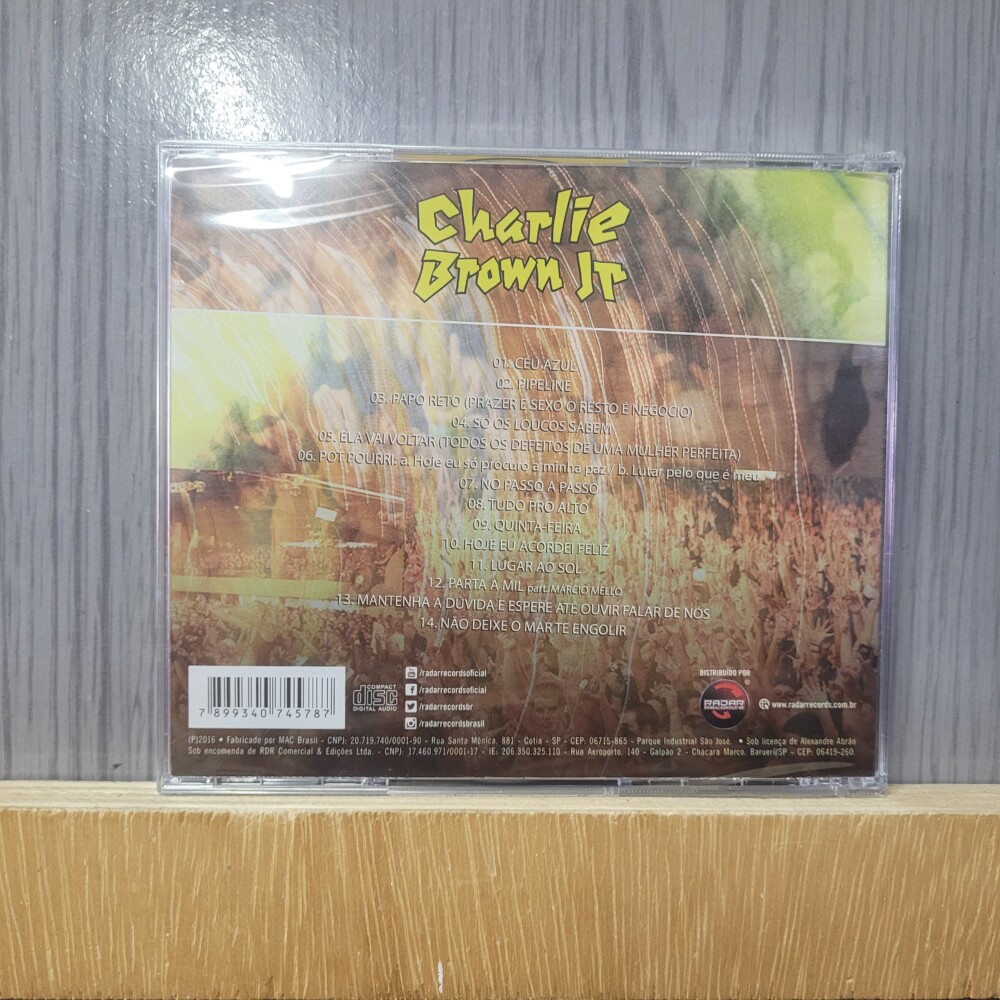 Charlie
Brown Jr
01. CÉU AZUL
02. PIPELINE
03. PAPO RETO (PRAZER É SEXO O RESTO É NEGÓCIO)
04. SÓ OS LOUCOS SABEM
05. ELA VAI VOLTAR (TODOS OS DEFEITOS DE UMA MULHER PERFEITA)
06. POT POURRI: a. Hoje eu só procuro a minha paz / b. Lutar pelo que é meu
07. NO PASSO A PASSO
08. TUDO PRO ALTO
09. QUINTA-FEIRA
10. HOJE EU ACORDEI FELIZ
11. LUGAR AO SOL
12. PARTA A MIL part. MARCIO MELLO
13. MANTENHA A DÚVIDA E ESPERE ATÉ OUVIR FALAR DE NÓS
14. NÃO DEIXE O MAR TE ENGOLIR
7 899340 745787
COMPACT
disc
DIGITAL AUDIO
/radarrecordsoficial
/radarrecordsoficial
/radarrecordsbr
/radarrecordsbrasil
DISTRIBUÍDO POR
RADAR
www.radarrecords.com.br
(P)2016 • Fabricado por MAC Brasil - CNPJ: 20.719.740/0001-90 - Rua Santa Mônica, 881 - Cotia - SP - CEP: 06715-865 - Parque Industrial São José • Sob licença de Alexandre Abrão
Sob encomenda de RDR Comercial & Edições Ltda. - CNPJ: 17.460.971/0001-17 - IE: 206.350.325.110 - Rua Aeroporto, 140 - Galpão 2 - Chácara Marco, Barueri/SP - CEP: 06419-260.